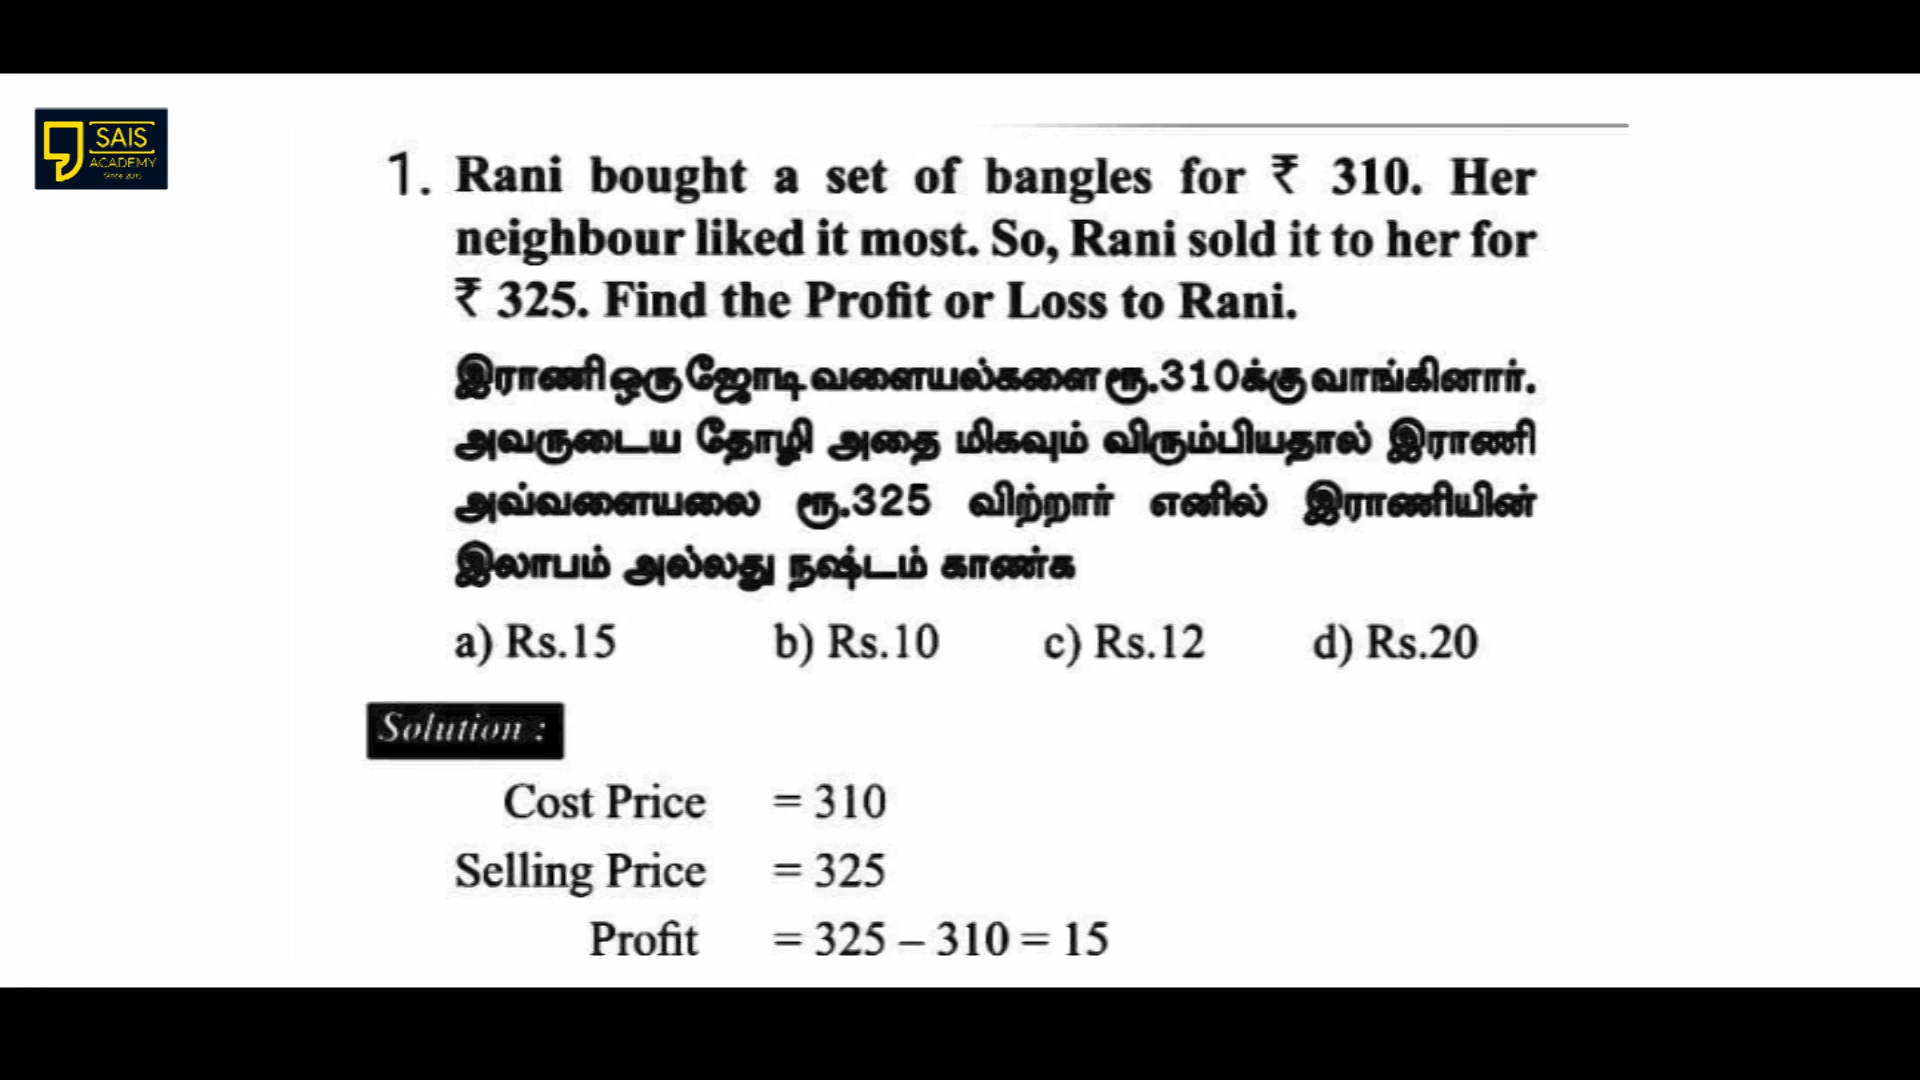 SAIS
ACADEMY
Since 2015
1. Rani bought a set of bangles for ₹ 310. Her
neighbour liked it most. So, Rani sold it to her for
₹ 325. Find the Profit or Loss to Rani.
இராணி ஒரு ஜோடி வளையல்களை ரூ.310க்கு வாங்கினார்.
அவருடைய தோழி அதை மிகவும் விரும்பியதால் இராணி
அவ்வளையலை ரூ.325 விற்றார் எனில் இராணியின்
இலாபம் அல்லது நஷ்டம் காண்க
a) Rs.15 b) Rs.10 c) Rs.12 d) Rs.20
Solution :
Cost Price = 310
Selling Price = 325
Profit = 325 – 310 = 15